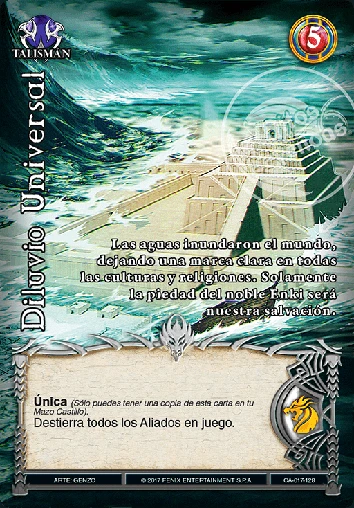 TALISMAN
5
Diluvio Universal
Las aguas inundaron el mundo,
dejando una marca clara en todas
las culturas y religiones. Solamente
la piedad del noble Enki será
nuestra salvación.
Única (Sólo puedes tener una copia de esta carta en tu
Mazo Castillo).
Destierra todos los Aliados en juego.
ARTE: GENZO
© 2017 FENIX ENTERTAINMENT S.P.A.